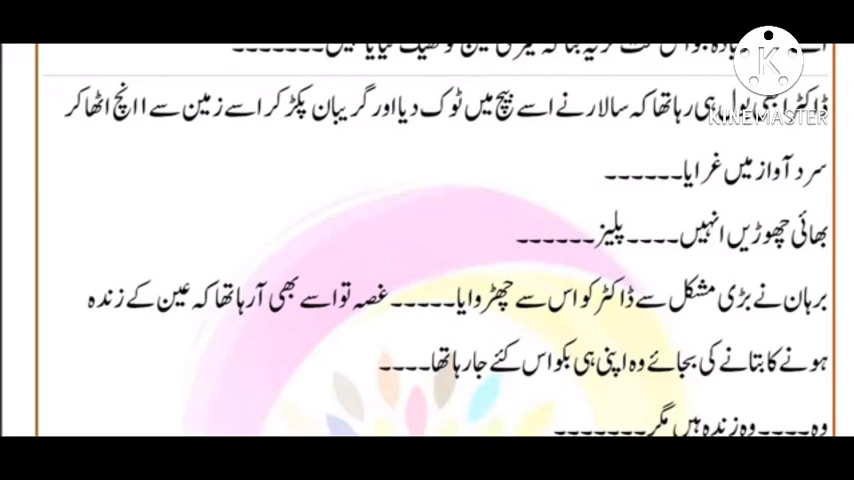 ڈاکٹر ابھی بول ہی رہا تھا کہ سالار نے اسے بیچ میں ٹوک دیا اور گریبان پکڑ کر اسے زمین سے ۱۱ انچ اٹھا کر
KINEMASTER
سرد آواز میں غرایا۔۔۔۔۔۔
بھائی چھوڑیں انہیں۔۔۔۔ پلیز۔۔۔۔۔۔
برہان نے بڑی مشکل سے ڈاکٹر کو اس سے چھڑوایا۔۔۔۔۔ غصہ تو اسے بھی آ رہا تھا کہ عین کے زندہ
ہونے کا بتانے کی بجائے وہ اپنی ہی بکواس کئے جا رہا تھا۔۔۔۔
وہ۔۔۔۔ وہ زندہ ہیں مگر۔۔۔۔۔۔۔